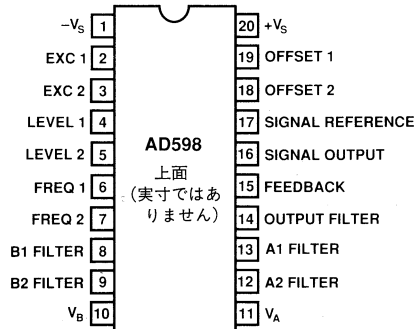 −VS 1
EXC 1 2
EXC 2 3
LEVEL 1 4
LEVEL 2 5
FREQ 1 6
FREQ 2 7
B1 FILTER 8
B2 FILTER 9
VB 10
AD598
上面
(実寸ではあ
りません)
20 +VS
19 OFFSET 1
18 OFFSET 2
17 SIGNAL REFERENCE
16 SIGNAL OUTPUT
15 FEEDBACK
14 OUTPUT FILTER
13 A1 FILTER
12 A2 FILTER
11 VA